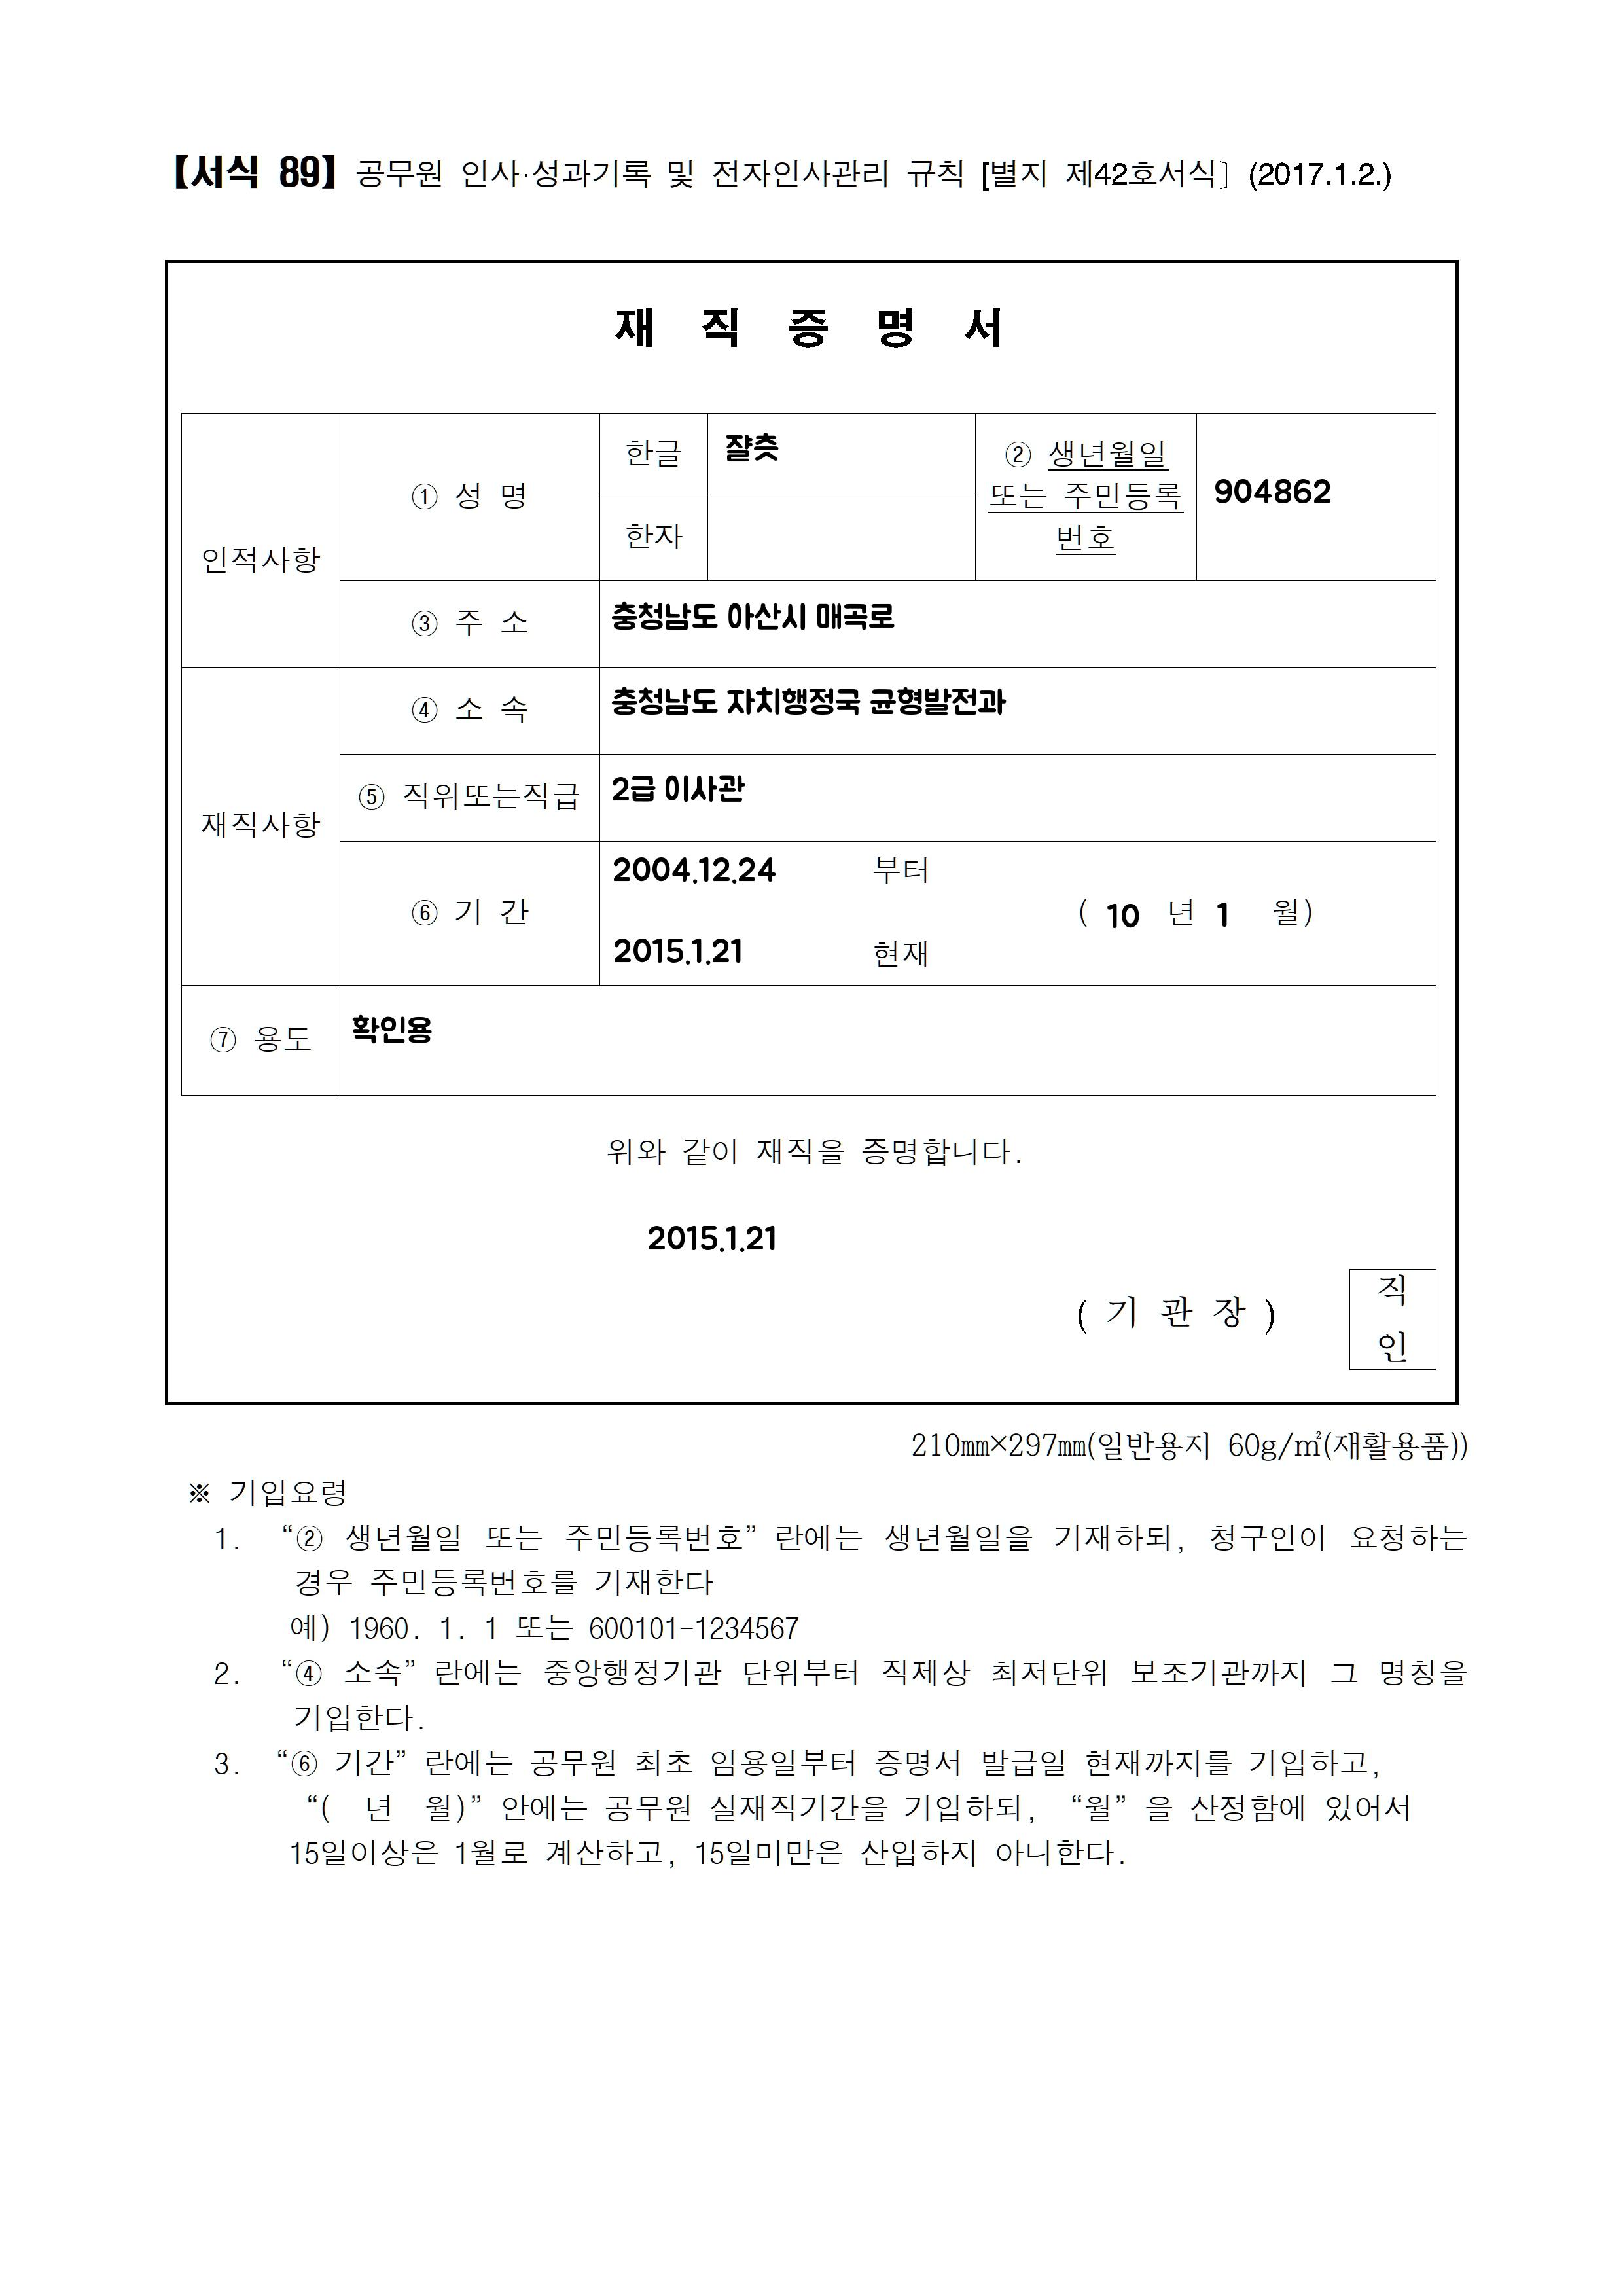 【서식 89】 공무원 인사·성과기록 및 전자인사관리 규칙 [별지 제42호서식] (2017.1.2.)
재 직 증 명 서
인적사항
① 성 명
한글
쟐츳
한자
② 생년월일
또는 주민등록
번호
904862
③ 주 소
충청남도 아산시 매곡로
재직사항
④ 소 속
충청남도 자치행정국 균형발전과
⑤ 직위또는직급
2급 이사관
⑥ 기 간
2004.12.24 부터
( 10 년 1 월)
2015.1.21 현재
⑦ 용도
확인용
위와 같이 재직을 증명합니다.
2015.1.21
( 기 관 장 )
직
인
210㎜×297㎜(일반용지 60g/㎡(재활용품))
※ 기입요령
1. “② 생년월일 또는 주민등록번호” 란에는 생년월일을 기재하되, 청구인이 요청하는
경우 주민등록번호를 기재한다
예) 1960. 1. 1 또는 600101-1234567
2. “④ 소속” 란에는 중앙행정기관 단위부터 직제상 최저단위 보조기관까지 그 명칭을
기입한다.
3. “⑥ 기간” 란에는 공무원 최초 임용일부터 증명서 발급일 현재까지를 기입하고,
“( 년 월)” 안에는 공무원 실재직기간을 기입하되, “월” 을 산정함에 있어서
15일이상은 1월로 계산하고, 15일미만은 산입하지 아니한다.